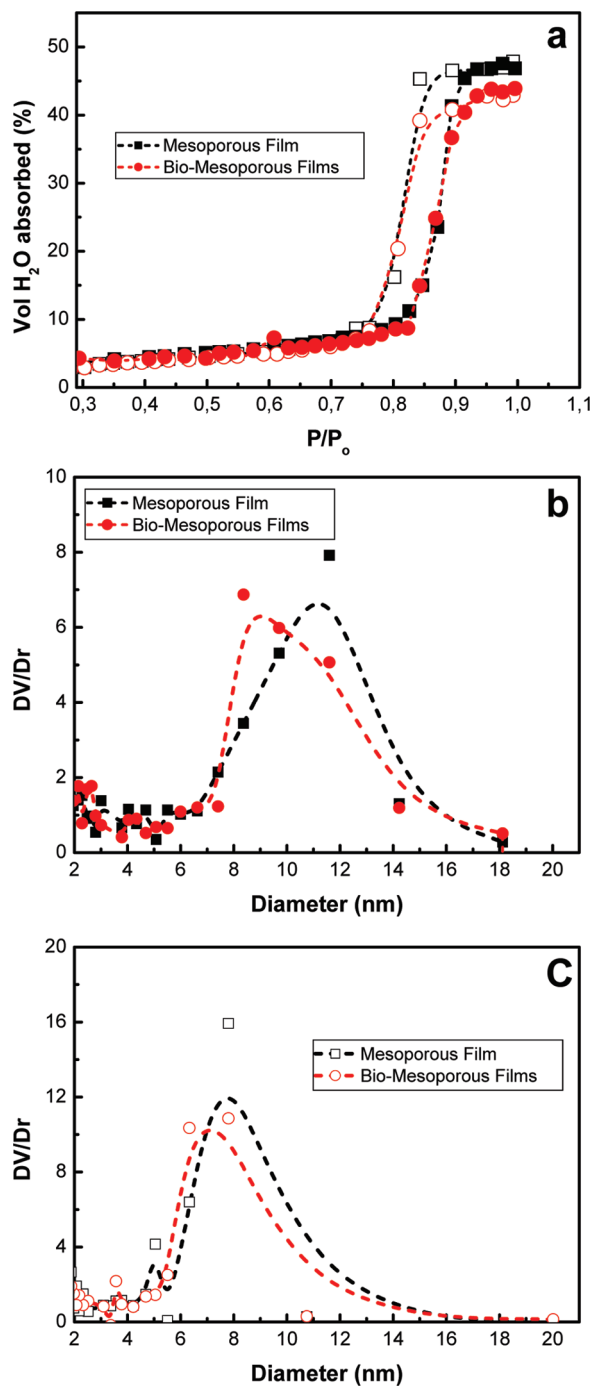 a
50
40
30
20
10
0
Vol H₂O absorbed (%)
Mesoporous Film
Bio-Mesoporous Films
0,3 0,4 0,5 0,6 0,7 0,8 0,9 1,0 1,1
P/Pₒ
b
10
8
6
4
2
0
DV/Dr
Mesoporous Film
Bio-Mesoporous Films
2 4 6 8 10 12 14 16 18 20
Diameter (nm)
C
20
16
12
8
4
0
DV/Dr
Mesoporous Film
Bio-Mesoporous Films
2 4 6 8 10 12 14 16 18 20
Diameter (nm)